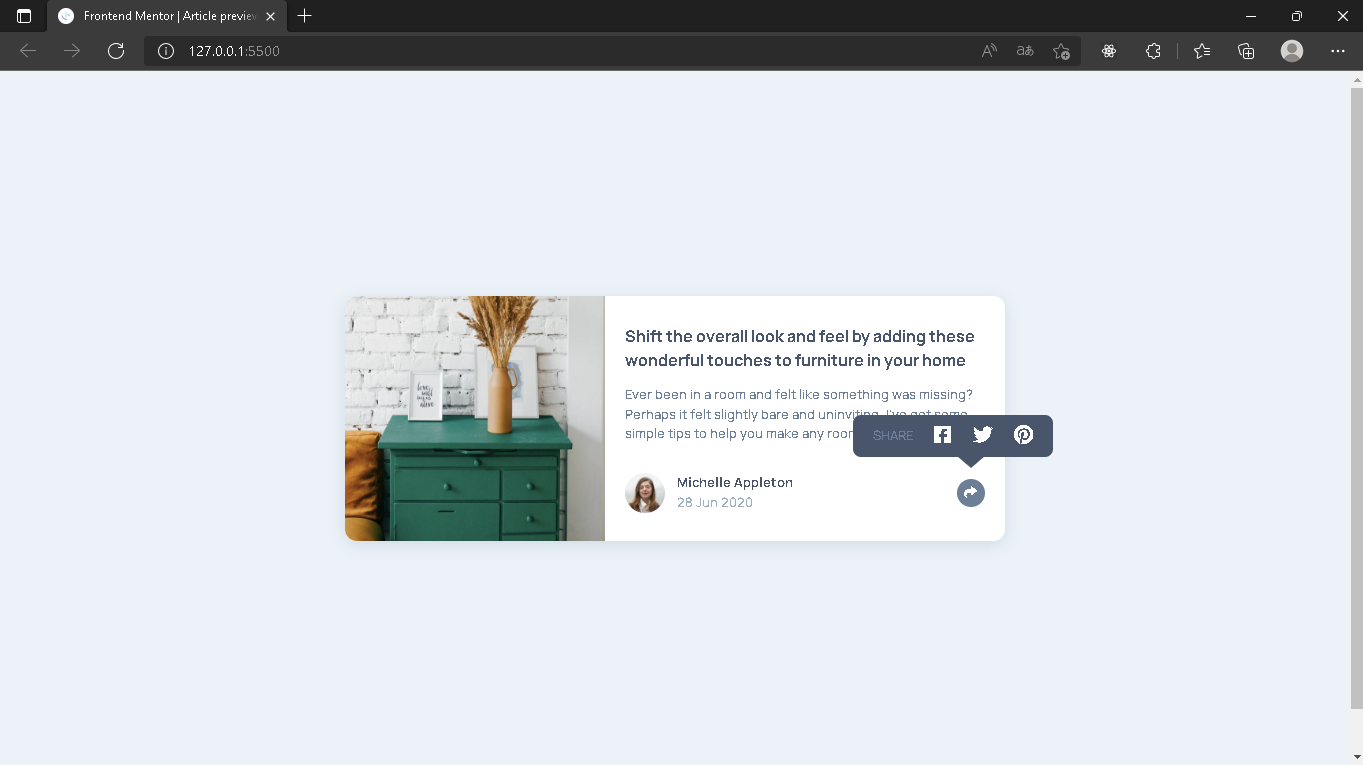 Frontend Mentor | Article preview
127.0.0.1:5500
Shift the overall look and feel by adding these
wonderful touches to furniture in your home
Ever been in a room and felt like something was missing?
Perhaps it felt slightly bare and uninviting. I've got some
simple tips to help you make any room
SHARE
Michelle Appleton
28 Jun 2020
love